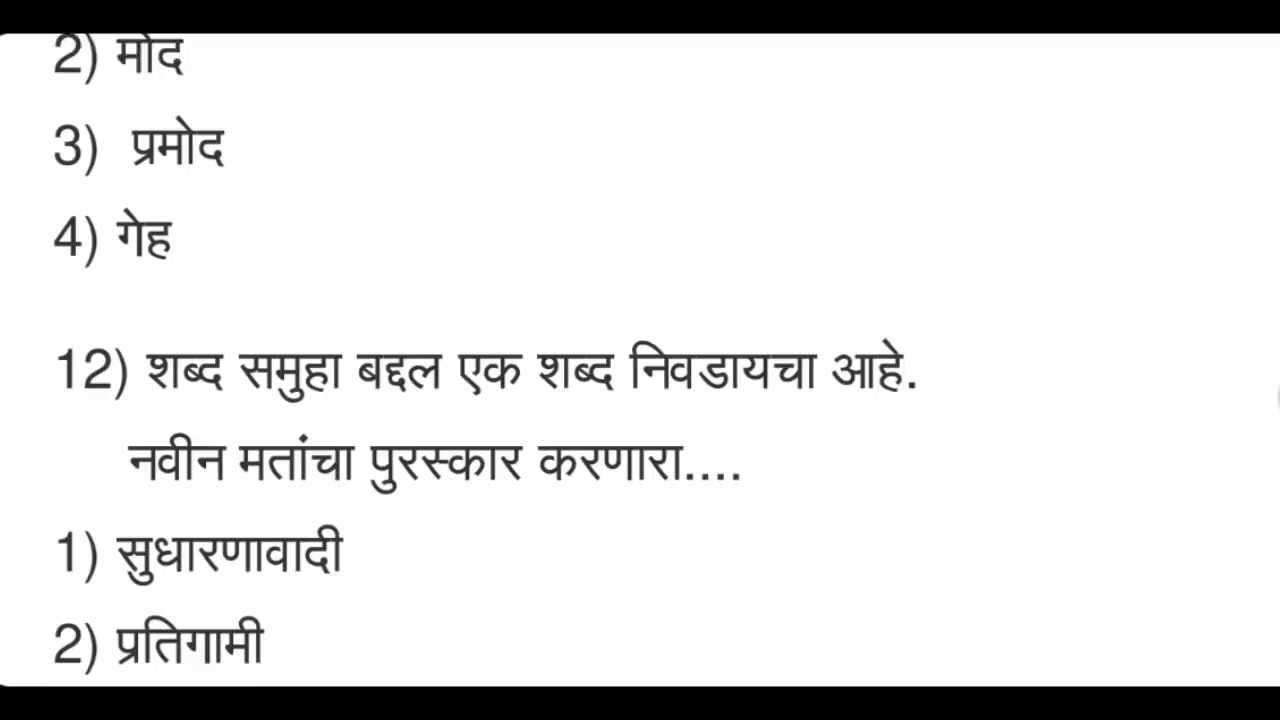 2) मोद
3) प्रमोद
4) गेह
12) शब्द समुहा बद्दल एक शब्द निवडायचा आहे.
नवीन मतांचा पुरस्कार करणारा....
1) सुधारणावादी
2) प्रतिगामी